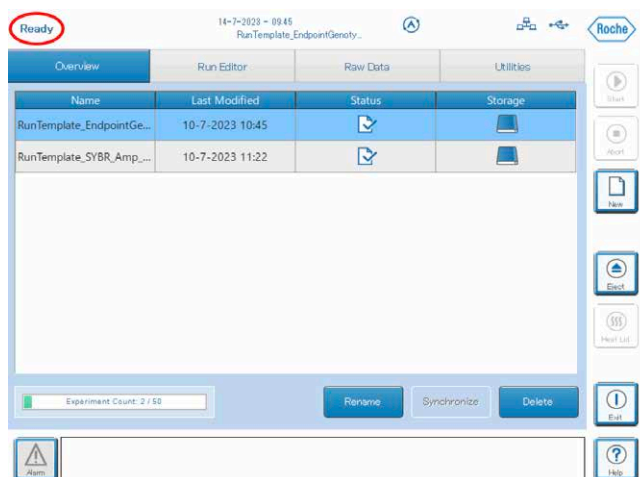 Ready
14-7-2023 - 09:45
RunTemplate_EndpointGenoty..
Roche
Overview
Run Editor
Raw Data
Utilities
Name
Last Modified
Status
Storage
RunTemplate_EndpointGe...
10-7-2023 10:45
RunTemplate_SYBR_Amp_...
10-7-2023 11:22
Start
Abort
New
Eject
Heat Lid
Experiment Count: 2 / 50
Rename
Synchronize
Delete
Exit
Alarm
Help